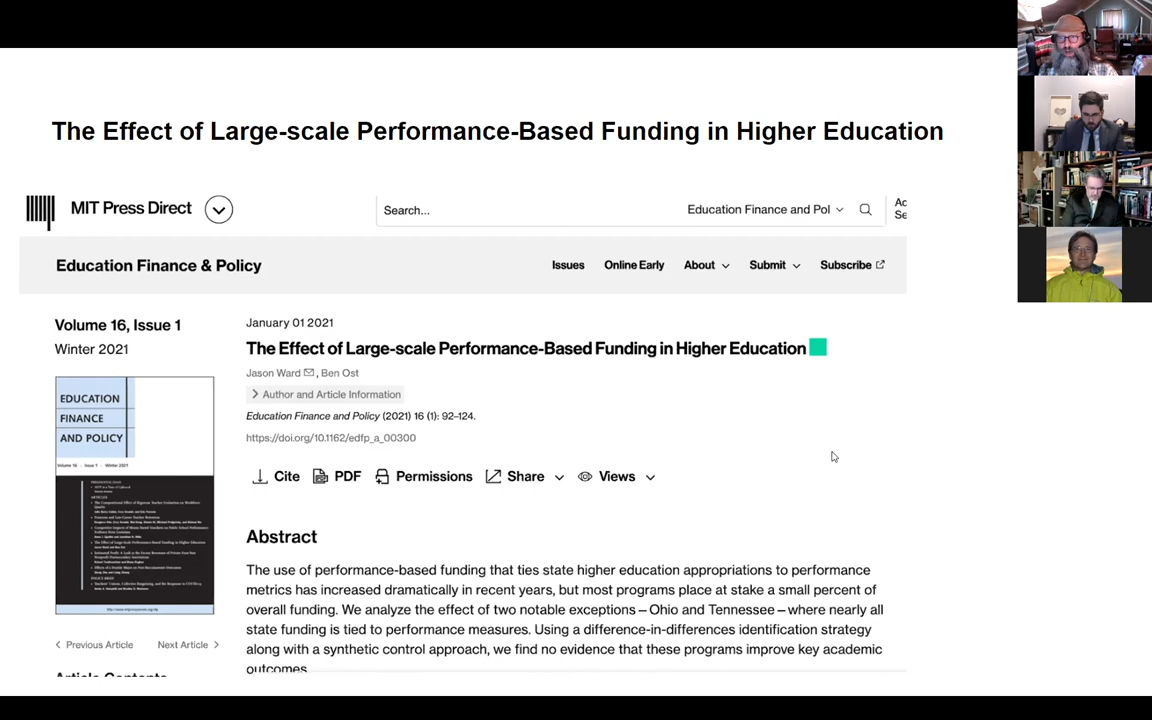 The Effect of Large-scale Performance-Based Funding in Higher Education
MIT Press Direct
Search...
Education Finance and Pol
Ad
Se
Education Finance & Policy
Issues
Online Early
About
Submit
Subscribe
Volume 16, Issue 1
Winter 2021
EDUCATION
FINANCE
AND POLICY
January 01 2021
The Effect of Large-scale Performance-Based Funding in Higher Education
Jason Ward, Ben Ost
Author and Article Information
Education Finance and Policy (2021) 16 (1): 92–124.
https://doi.org/10.1162/edfp_a_00300
Cite
PDF
Permissions
Share
Views
Abstract
The use of performance-based funding that ties state higher education appropriations to performance
metrics has increased dramatically in recent years, but most programs place at stake a small percent of
overall funding. We analyze the effect of two notable exceptions—Ohio and Tennessee—where nearly all
state funding is tied to performance measures. Using a difference-in-differences identification strategy
along with a synthetic control approach, we find no evidence that these programs improve key academic
outcomes.
Previous Article
Next Article
Article Contents